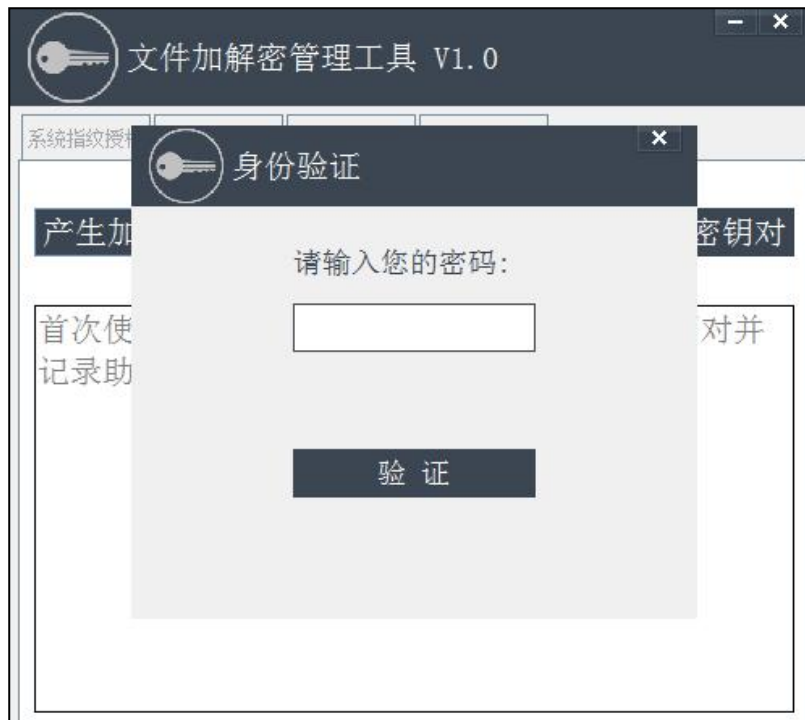 文件加解密管理工具 V1.0
系统指纹授
身份验证
产生加
密钥对
请输入您的密码:
首次使
对并
记录助
验 证